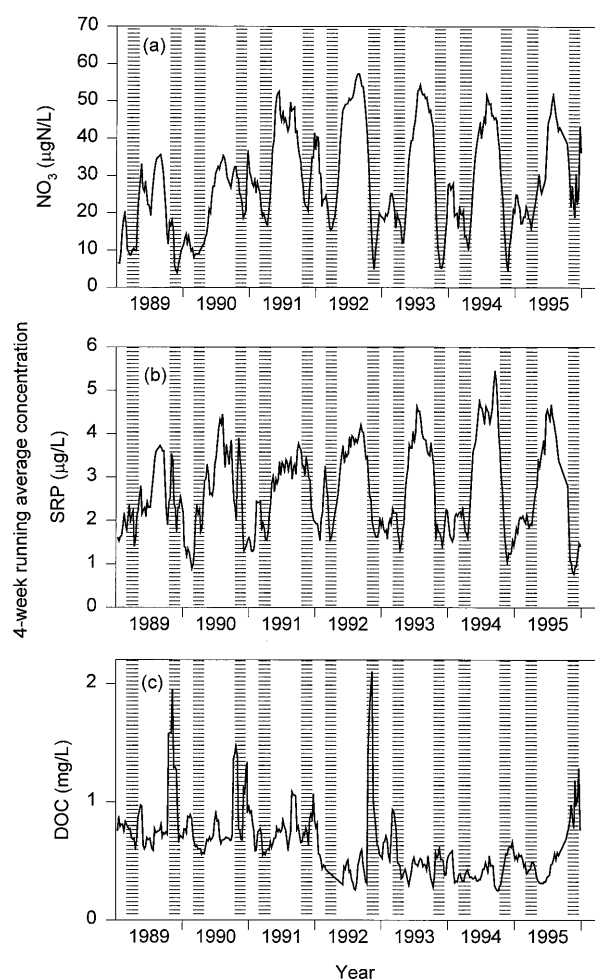 4-week running average concentration
(a)
NO3 (µgN/L)
70
60
50
40
30
20
10
0
1989 1990 1991 1992 1993 1994 1995
(b)
SRP (µg/L)
6
5
4
3
2
1
0
1989 1990 1991 1992 1993 1994 1995
(c)
DOC (mg/L)
2
1
0
1989 1990 1991 1992 1993 1994 1995
Year